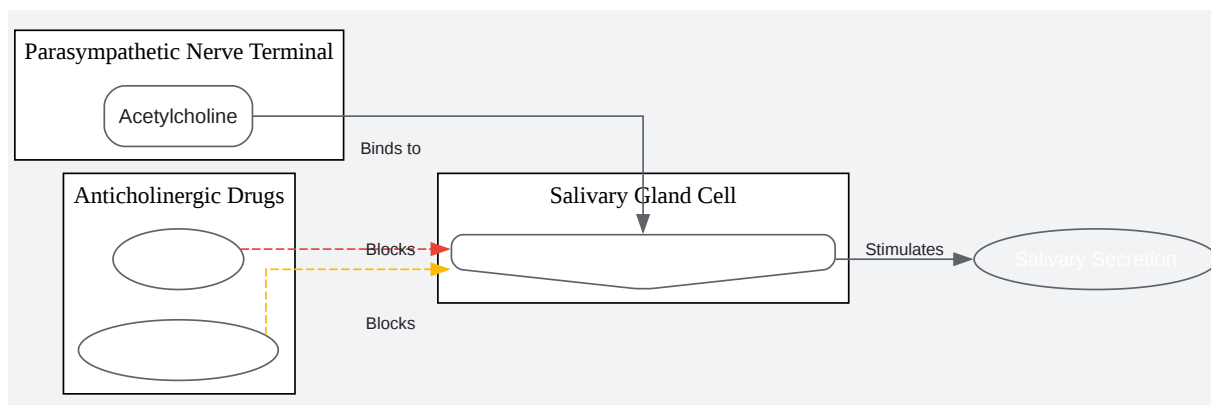 Parasympathetic Nerve Terminal
Acetylcholine
Binds to
Anticholinergic Drugs
Salivary Gland Cell
Blocks
Stimulates
Salivary Secretion
Blocks